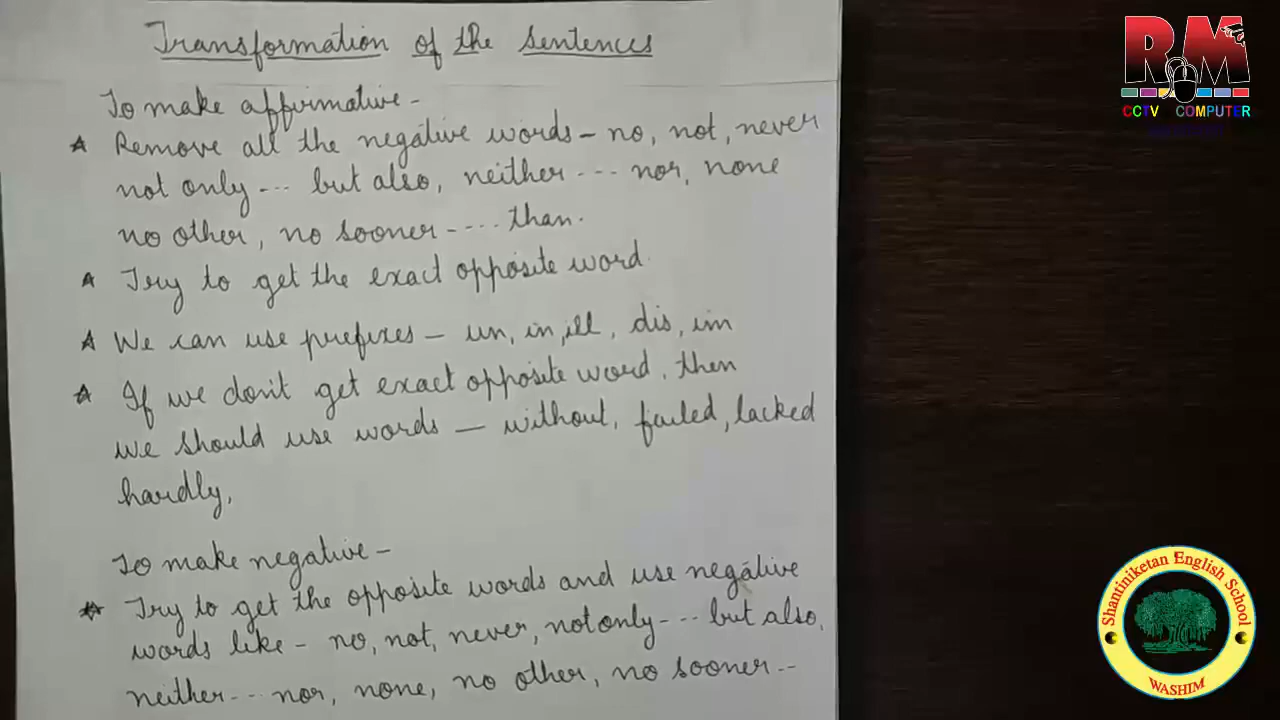 Transformation of the Sentences
To make affirmative -
Remove all the negative words - no, not, never
not only --- but also, neither --- nor, none
no other, no sooner ---- than.
Try to get the exact opposite word.
We can use prefixes - un, in, ill, dis, im
If we don't get exact opposite word, then
we should use words — without, failed, lacked
hardly,
To make negative -
Try to get the opposite words and use negative
words like - no, not, never, not only --- but also,
neither --- nor, none, no other, no sooner --
RM
CCTV COMPUTER
Shantiniketan English School
WASHIM